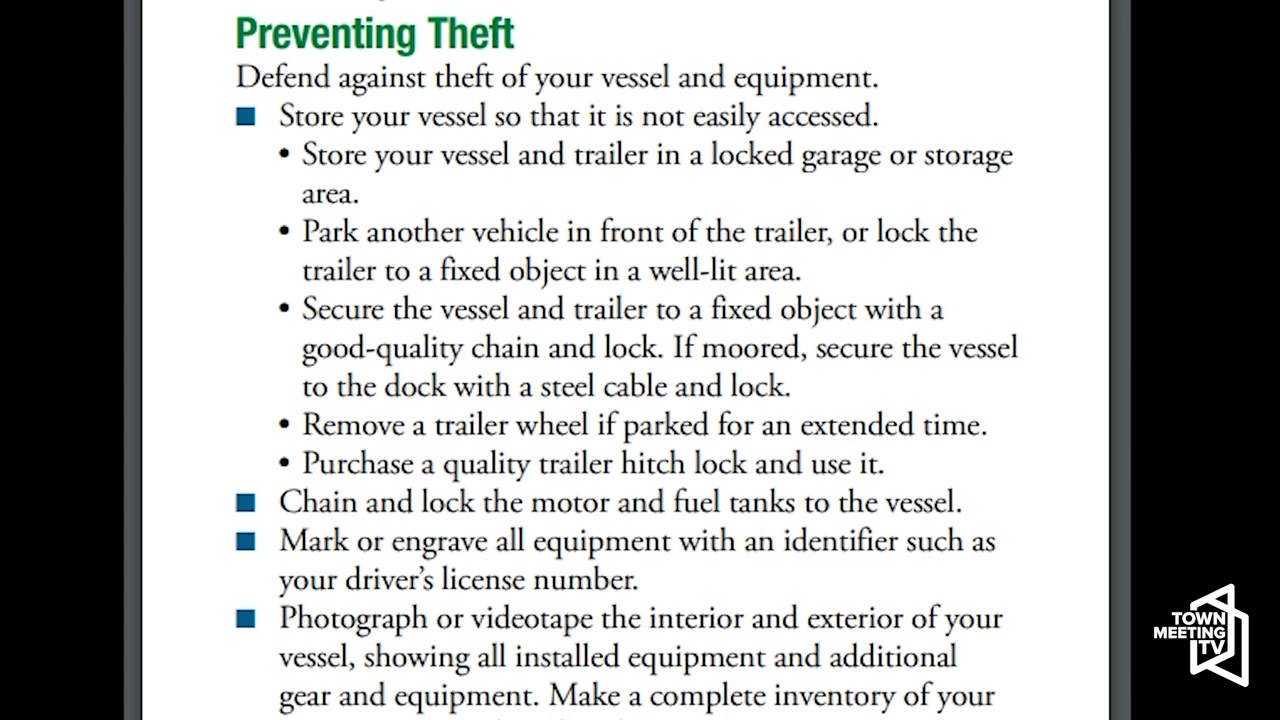 Preventing Theft
Defend against theft of your vessel and equipment.
■ Store your vessel so that it is not easily accessed.
• Store your vessel and trailer in a locked garage or storage
area.
• Park another vehicle in front of the trailer, or lock the
trailer to a fixed object in a well-lit area.
• Secure the vessel and trailer to a fixed object with a
good-quality chain and lock. If moored, secure the vessel
to the dock with a steel cable and lock.
• Remove a trailer wheel if parked for an extended time.
• Purchase a quality trailer hitch lock and use it.
■ Chain and lock the motor and fuel tanks to the vessel.
■ Mark or engrave all equipment with an identifier such as
your driver’s license number.
■ Photograph or videotape the interior and exterior of your
vessel, showing all installed equipment and additional
gear and equipment. Make a complete inventory of your
TOWN
MEETING
TV